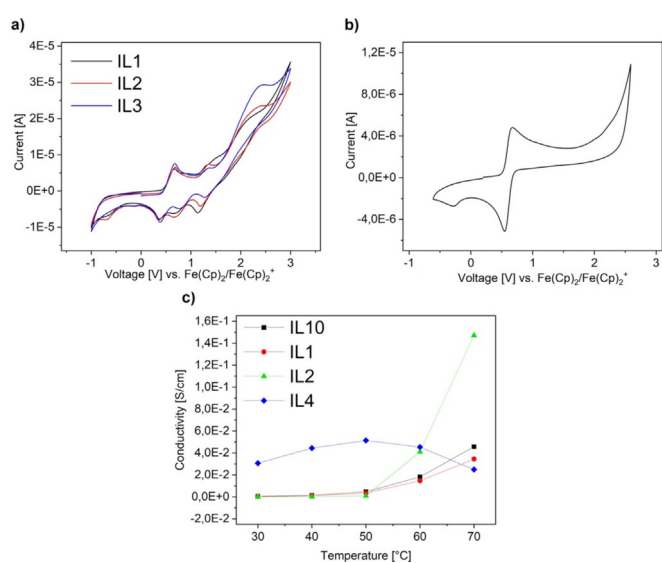 a)
4E-5
3E-5
2E-5
1E-5
0E+0
-1E-5
Current [A]
IL1
IL2
IL3
-1 0 1 2 3
Voltage [V] vs. Fe(Cp)₂/Fe(Cp)₂⁺
b)
1,2E-5
8,0E-6
4,0E-6
0,0E+0
-4,0E-6
Current [A]
0 1 2
Voltage [V] vs. Fe(Cp)₂/Fe(Cp)₂⁺
c)
1,6E-1
1,4E-1
1,2E-1
1,0E-1
8,0E-2
6,0E-2
4,0E-2
2,0E-2
0,0E+0
-2,0E-2
Conductivity [S/cm]
IL10
IL1
IL2
IL4
30 40 50 60 70
Temperature [°C]